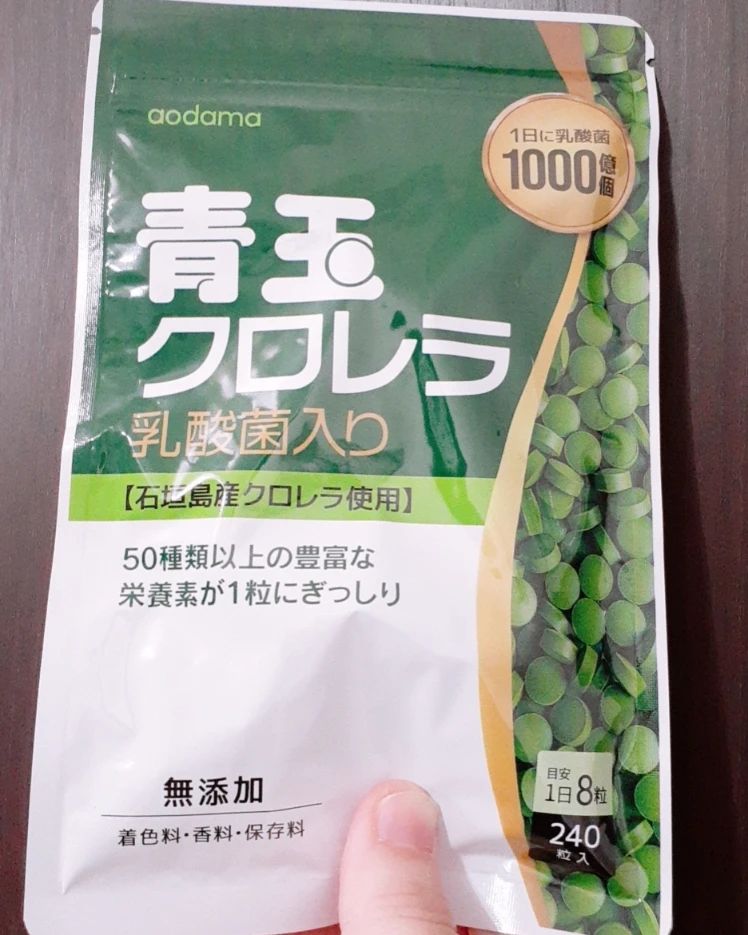 aodama
1日に乳酸菌
1000億個
青玉
クロレラ
乳酸菌入り
【石垣島産クロレラ使用】
50種類以上の豊富な
栄養素が1粒にぎっしり
無添加
着色料・香料・保存料
目安
1日8粒
240
粒入